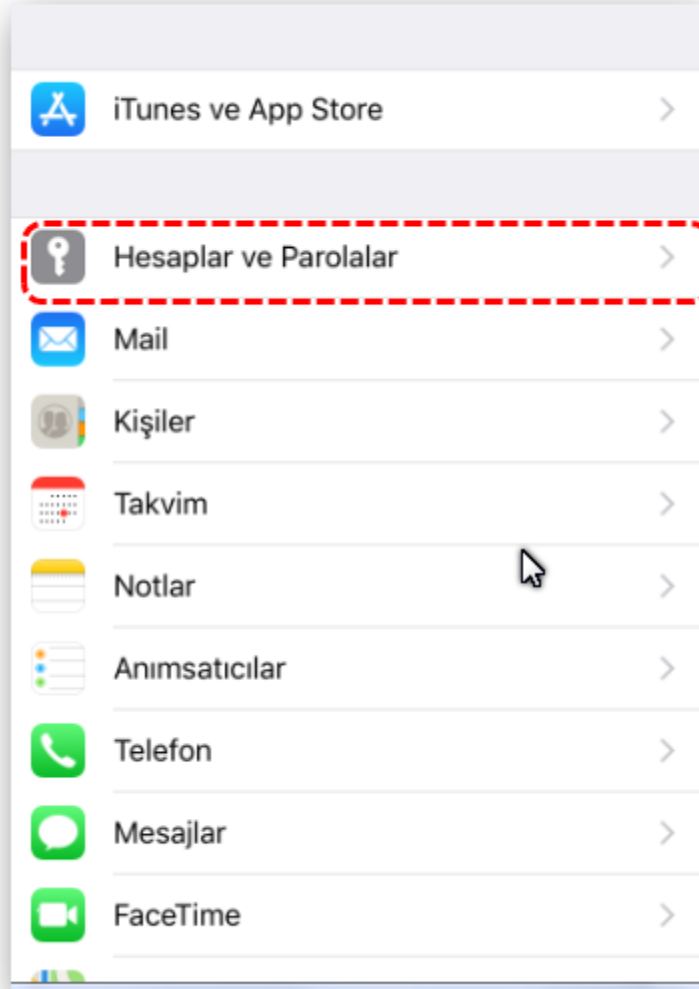 iTunes ve App Store
Hesaplar ve Parolalar
Mail
Kişiler
Takvim
Notlar
Anımsatıcılar
Telefon
Mesajlar
FaceTime